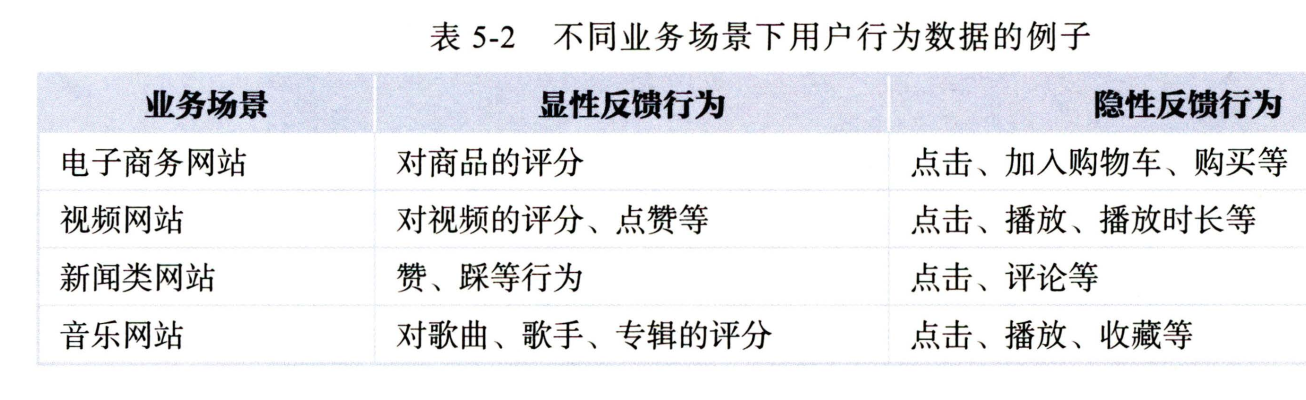 表 5-2 不同业务场景下用户行为数据的例子
业务场景 显性反馈行为 隐性反馈行为
电子商务网站 对商品的评分 点击、加入购物车、购买等
视频网站 对视频的评分、点赞等 点击、播放、播放时长等
新闻类网站 赞、踩等行为 点击、评论等
音乐网站 对歌曲、歌手、专辑的评分 点击、播放、收藏等